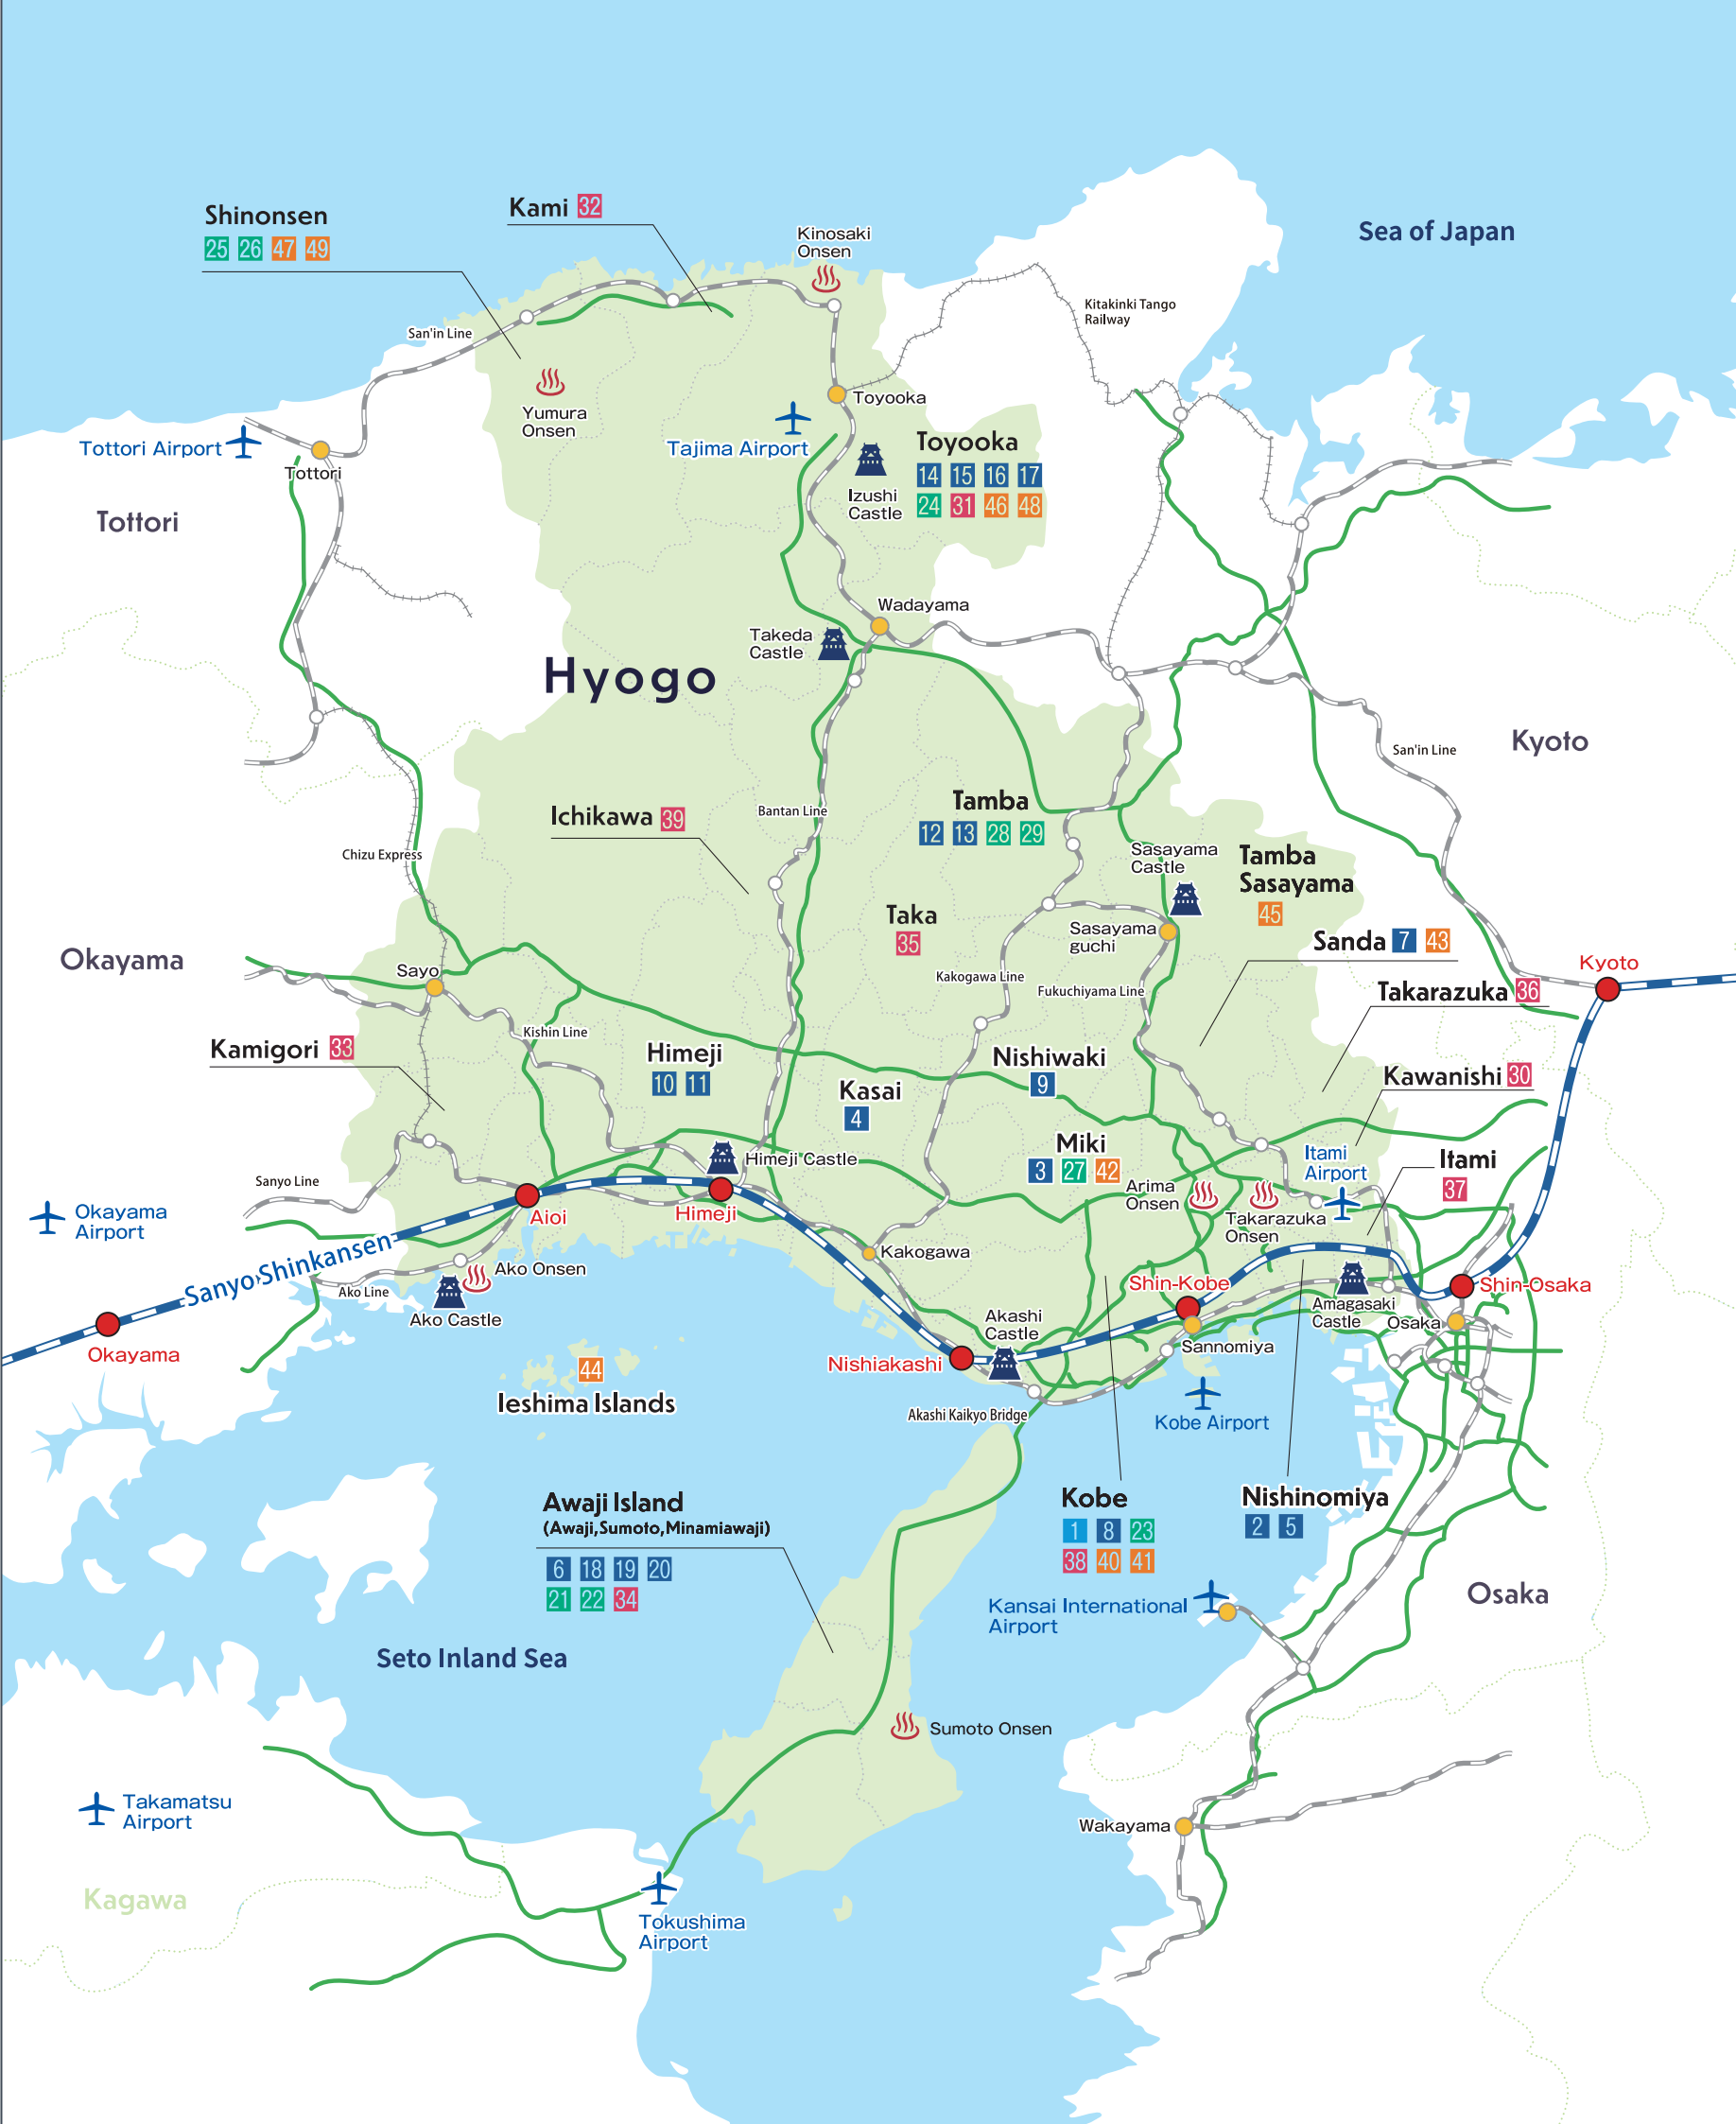 Sea of Japan
Shinonsen
25 26 47 49
Kami 32
Kinosaki
Onsen
Kitakinki Tango
Railway
San'in Line
Yumura
Onsen
Toyooka
Tajima Airport
Toyooka
14 15 16 17
24 31 46 48
Izushi
Castle
Tottori Airport
Tottori
Tottori
Wadayama
Takeda
Castle
Hyogo
Kyoto
San'in Line
Ichikawa 39
Bantan Line
Tamba
12 13 28 29
Chizu Express
Sasayama
Castle
Tamba
Sasayama
45
Taka
35
Sasayama
guchi
Sanda 7 43
Okayama
Sayo
Kakogawa Line
Fukuchiyama Line
Kyoto
Takarazuka 36
Kishin Line
Kamigori 33
Himeji
10 11
Nishiwaki
9
Kasai
4
Kawanishi 30
Miki
3 27 42
Himeji Castle
Itami
Airport
Itami
37
Sanyo Line
Arima
Onsen
Takarazuka
Onsen
Okayama
Airport
Aioi
Himeji
Sanyo Shinkansen
Kakogawa
Ako Onsen
Ako Line
Ako Castle
Shin-Kobe
Shin-Osaka
Amagasaki
Castle
Osaka
Akashi
Castle
Sannomiya
Okayama
Nishiakashi
44
Ieshima Islands
Akashi Kaikyo Bridge
Kobe Airport
Awaji Island
(Awaji,Sumoto,Minamiawaji)
6 18 19 20
21 22 34
Kobe
1 8 23
38 40 41
Nishinomiya
2 5
Kansai International
Airport
Osaka
Seto Inland Sea
Sumoto Onsen
Takamatsu
Airport
Wakayama
Kagawa
Tokushima
Airport